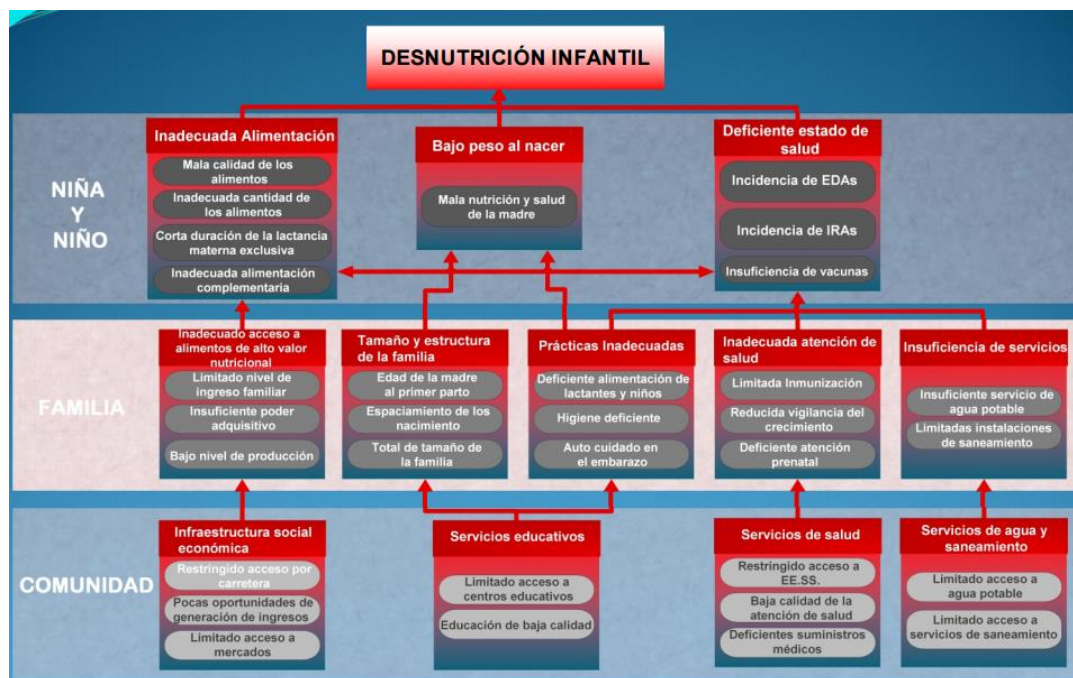 DESNUTRICIÓN INFANTIL
NIÑA
Y
NIÑO
Inadecuada Alimentación
Mala calidad de los
alimentos
Inadecuada cantidad de
los alimentos
Corta duración de la lactancia
materna exclusiva
Inadecuada alimentación
complementaria
Bajo peso al nacer
Mala nutrición y salud
de la madre
Deficiente estado de
salud
Incidencia de EDAs
Incidencia de IRAs
Insuficiencia de vacunas
FAMILIA
Inadecuado acceso a
alimentos de alto valor
nutricional
Limitado nivel de
ingreso familiar
Insuficiente poder
adquisitivo
Bajo nivel de producción
Tamaño y estructura
de la familia
Edad de la madre
al primer parto
Espaciamiento de los
nacimiento
Total de tamaño de
la familia
Prácticas Inadecuadas
Deficiente alimentación de
lactantes y niños
Higiene deficiente
Auto cuidado en
el embarazo
Inadecuada atención de
salud
Limitada Inmunización
Reducida vigilancia del
crecimiento
Deficiente atención
prenatal
Insuficiencia de servicios
Insuficiente servicio de
agua potable
Limitadas instalaciones
de saneamiento
COMUNIDAD
Infraestructura social
económica
Restringido acceso por
carretera
Pocas oportunidades de
generación de ingresos
Limitado acceso a
mercados
Servicios educativos
Limitado acceso a
centros educativos
Educación de baja calidad
Servicios de salud
Restringido acceso a
EE.SS.
Baja calidad de la
atención de salud
Deficientes suministros
médicos
Servicios de agua y
saneamiento
Limitado acceso a
agua potable
Limitado acceso a
servicios de saneamiento